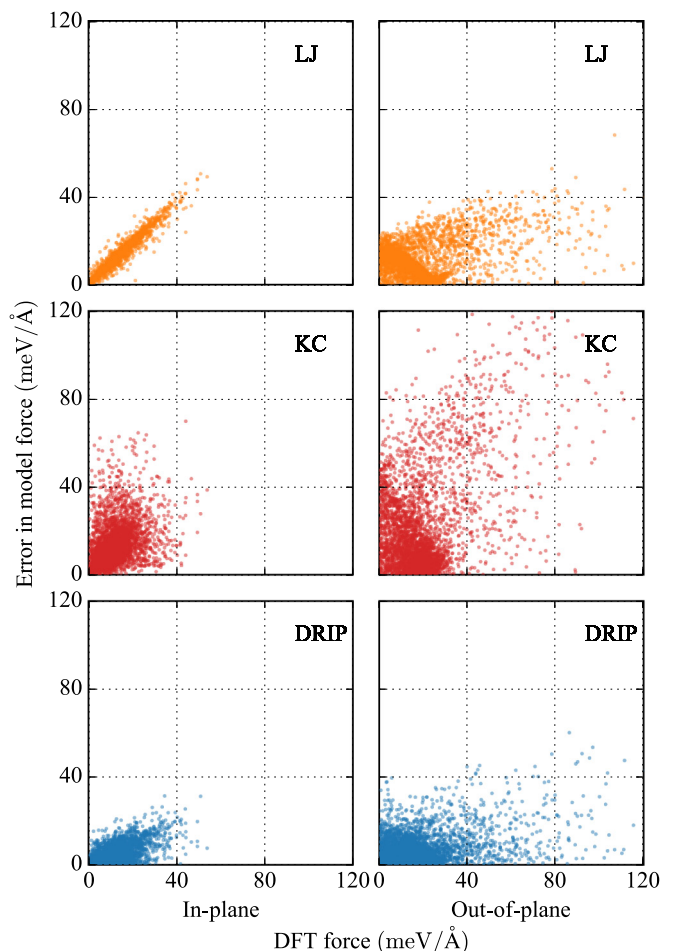 120
LJ
LJ
80
40
0
120
KC
KC
80
40
0
120
DRIP
DRIP
80
40
0
0 40 80 120 0 40 80 120
In-plane Out-of-plane
DFT force (meV/Å)
Error in model force (meV/Å)